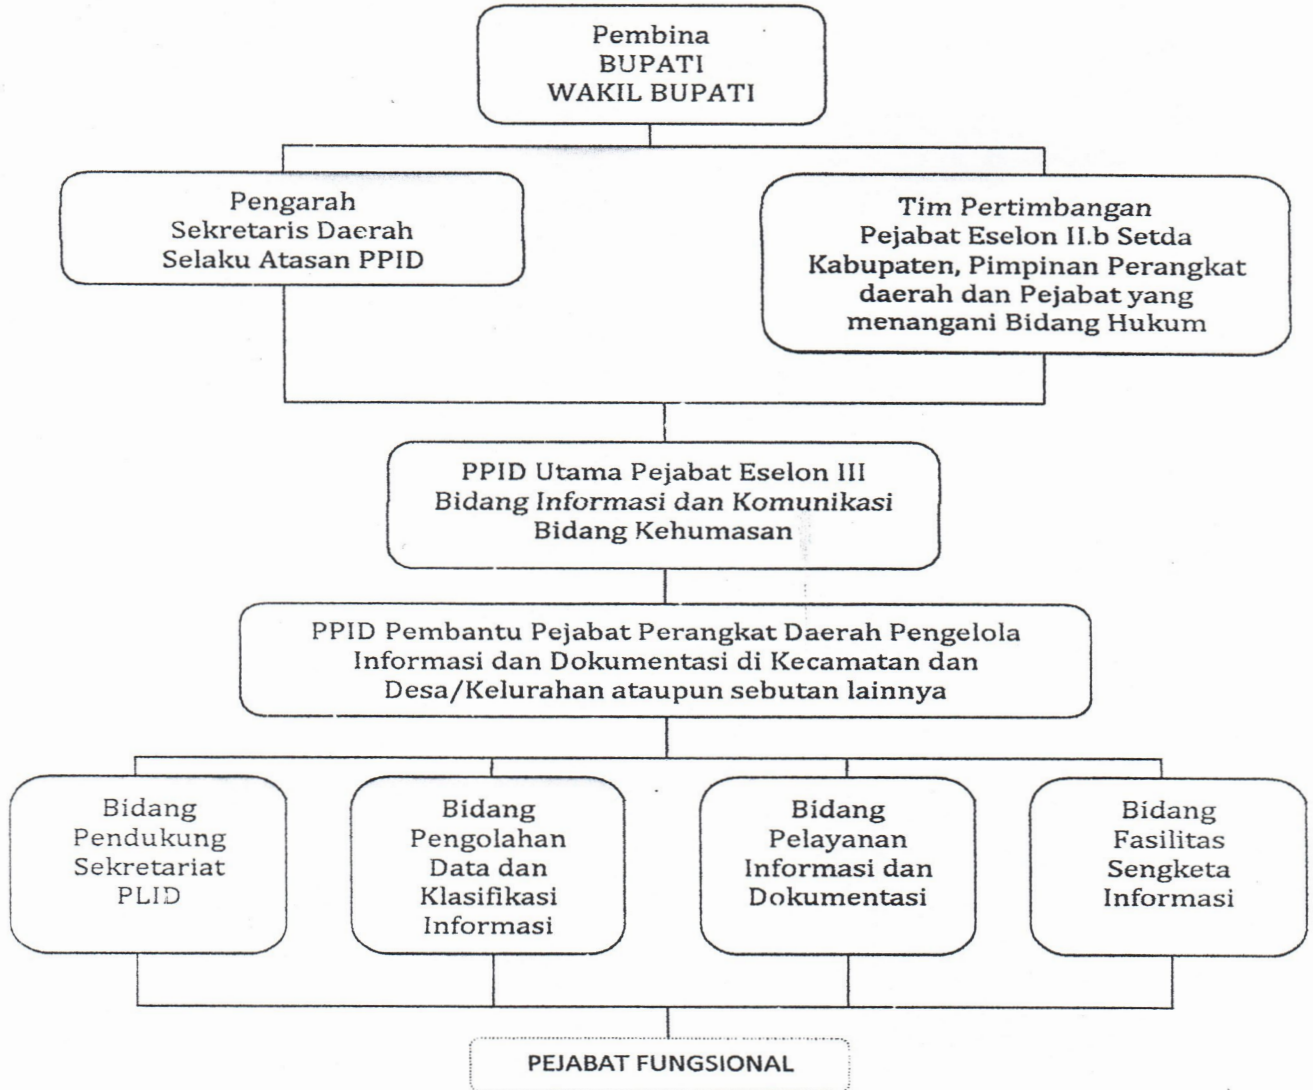 Pembina
BUPATI
WAKIL BUPATI
Pengarah
Sekretaris Daerah
Selaku Atasan PPID
Tim Pertimbangan
Pejabat Eselon II.b Setda
Kabupaten, Pimpinan Perangkat
daerah dan Pejabat yang
menangani Bidang Hukum
PPID Utama Pejabat Eselon III
Bidang Informasi dan Komunikasi
Bidang Kehumasan
PPID Pembantu Pejabat Perangkat Daerah Pengelola
Informasi dan Dokumentasi di Kecamatan dan
Desa/Kelurahan ataupun sebutan lainnya
Bidang
Pendukung
Sekretariat
PLID
Bidang
Pengolahan
Data dan
Klasifikasi
Informasi
Bidang
Pelayanan
Informasi dan
Dokumentasi
Bidang
Fasilitas
Sengketa
Informasi
PEJABAT FUNGSIONAL